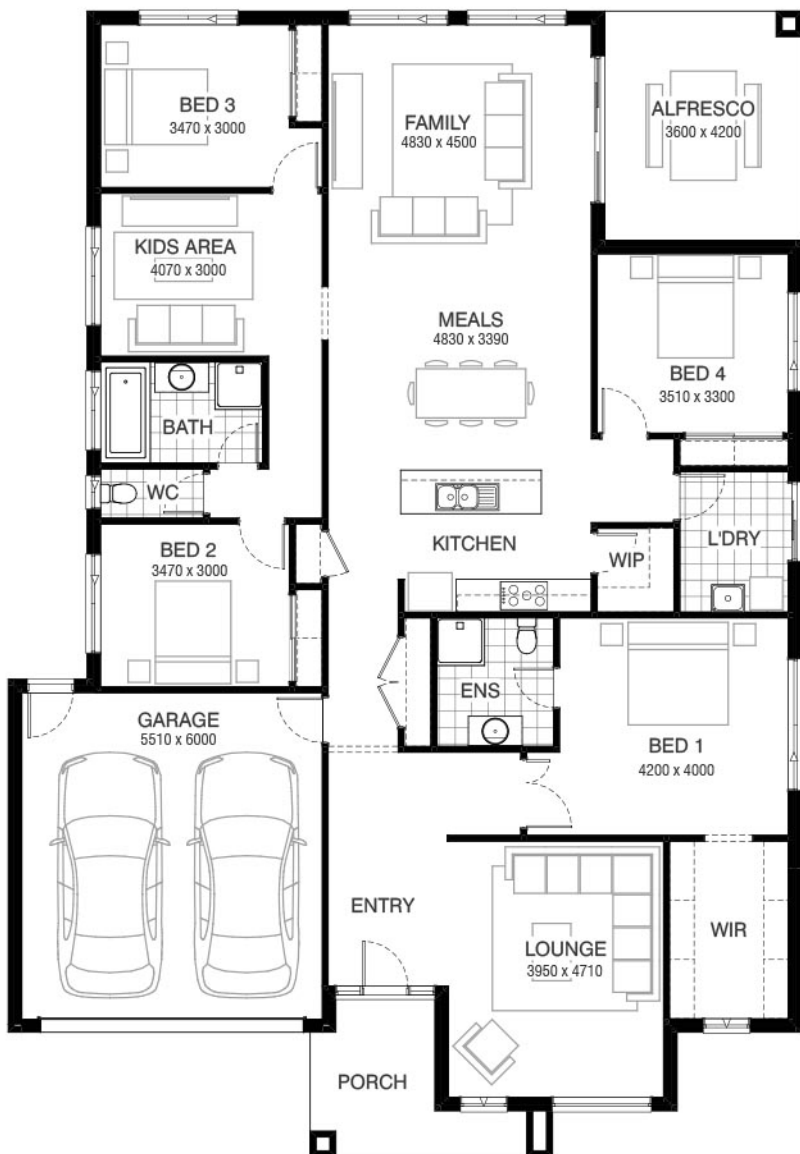 BED 3
3470 x 3000
FAMILY
4830 x 4500
ALFRESCO
3600 x 4200
KIDS AREA
4070 x 3000
MEALS
4830 x 3390
BED 4
3510 x 3300
BATH
WC
KITCHEN
L'DRY
WIP
BED 2
3470 x 3000
ENS
GARAGE
5510 x 6000
BED 1
4200 x 4000
ENTRY
LOUNGE
3950 x 4710
WIR
PORCH